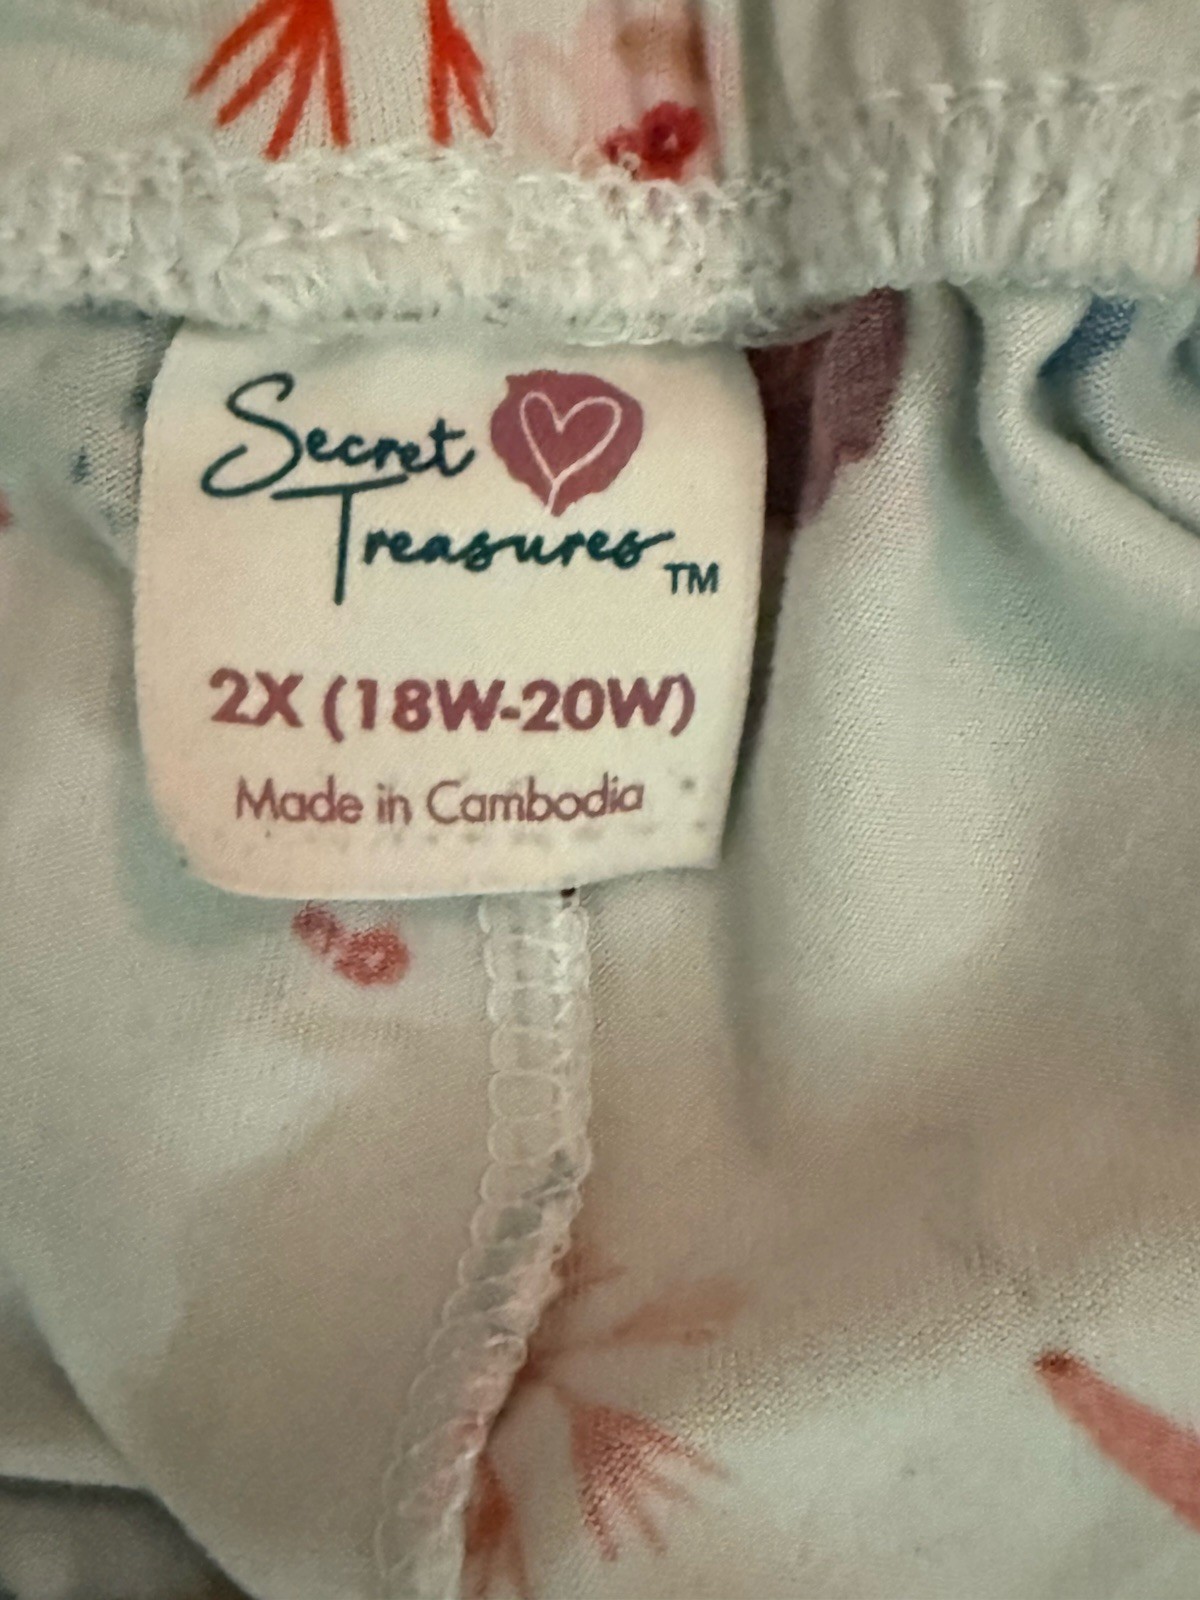 Secret
Treasures TM
2X (18W-20W)
Made in Cambodia